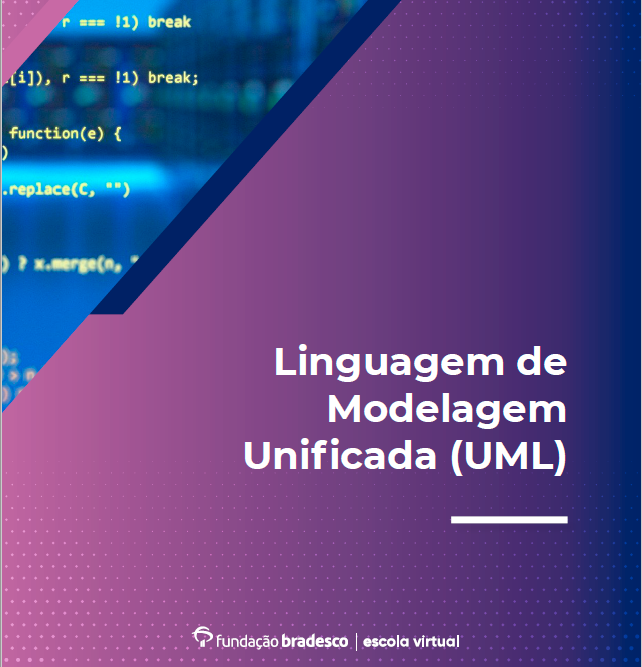 r === !1) break
[i]), r === !1) break;
function(e) {
)
.replace(C, "")
) ? x.merge(n, "
);
Linguagem de
Modelagem
Unificada (UML)
fundação bradesco | escola virtual